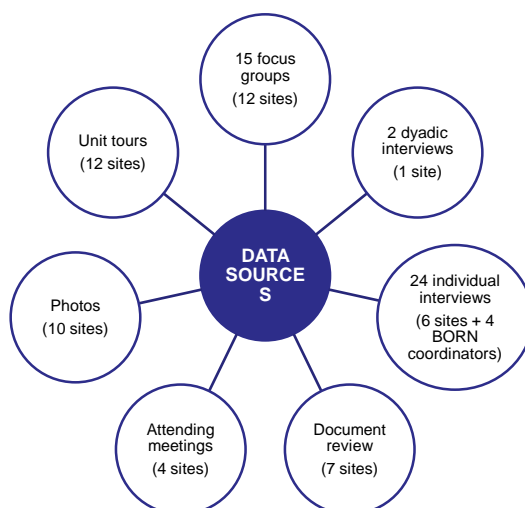 15 focus
groups
(12 sites)
2 dyadic
interviews
(1 site)
24 individual
interviews
(6 sites + 4
BORN
coordinators)
Document
review
(7 sites)
Attending
meetings
(4 sites)
Photos
(10 sites)
Unit tours
(12 sites)
DATA
SOURCE
S